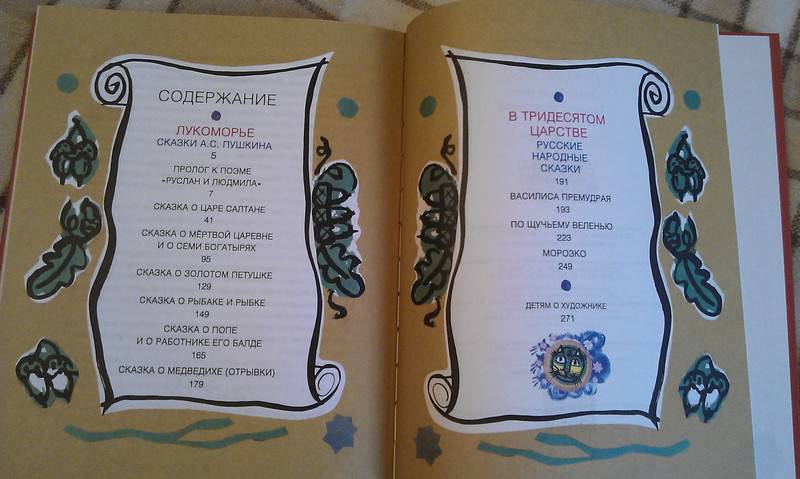 СОДЕРЖАНИЕ
ЛУКОМОРЬЕ
СКАЗКИ А.С. ПУШКИНА
5
ПРОЛОГ К ПОЭМЕ
«РУСЛАН И ЛЮДМИЛА»
7
СКАЗКА О ЦАРЕ САЛТАНЕ
41
СКАЗКА О МЁРТВОЙ ЦАРЕВНЕ
И О СЕМИ БОГАТЫРЯХ
95
СКАЗКА О ЗОЛОТОМ ПЕТУШКЕ
129
СКАЗКА О РЫБАКЕ И РЫБКЕ
149
СКАЗКА О ПОПЕ
И О РАБОТНИКЕ ЕГО БАЛДЕ
165
СКАЗКА О МЕДВЕДИХЕ (ОТРЫВКИ)
179
В ТРИДЕСЯТОМ
ЦАРСТВЕ
РУССКИЕ
НАРОДНЫЕ
СКАЗКИ
191
ВАСИЛИСА ПРЕМУДРАЯ
193
ПО ЩУЧЬЕМУ ВЕЛЕНЬЮ
223
МОРОЗКО
249
ДЕТЯМ О ХУДОЖНИКЕ
271